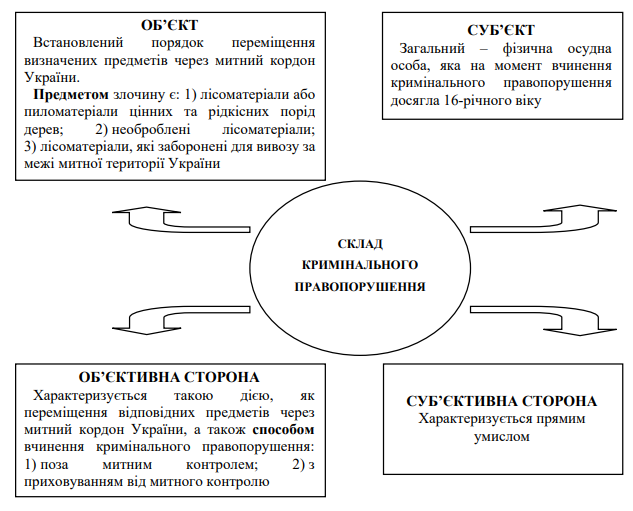 ОБ’ЄКТ
Встановлений порядок переміщення
визначених предметів через митний кордон
України.
Предметом злочину є: 1) лісоматеріали або
пиломатеріали цінних та рідкісних порід
дерев; 2) необроблені лісоматеріали;
3) лісоматеріали, які заборонені для вивозу за
межі митної території України
СУБ’ЄКТ
Загальний – фізична осудна
особа, яка на момент вчинення
кримінального правопорушення
досягла 16-річного віку
СКЛАД
КРИМІНАЛЬНОГО
ПРАВОПОРУШЕННЯ
ОБ’ЄКТИВНА СТОРОНА
Характеризується такою дією, як
переміщення відповідних предметів через
митний кордон України, а також способом
вчинення кримінального правопорушення:
1) поза митним контролем; 2) з
приховуванням від митного контролю
СУБ’ЄКТИВНА СТОРОНА
Характеризується прямим
умислом